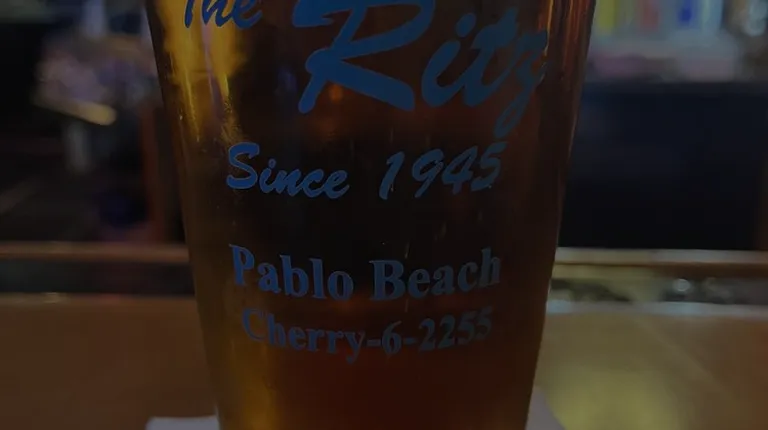 The
Ritz
Since 1945
Pablo Beach
Cherry-6-2255